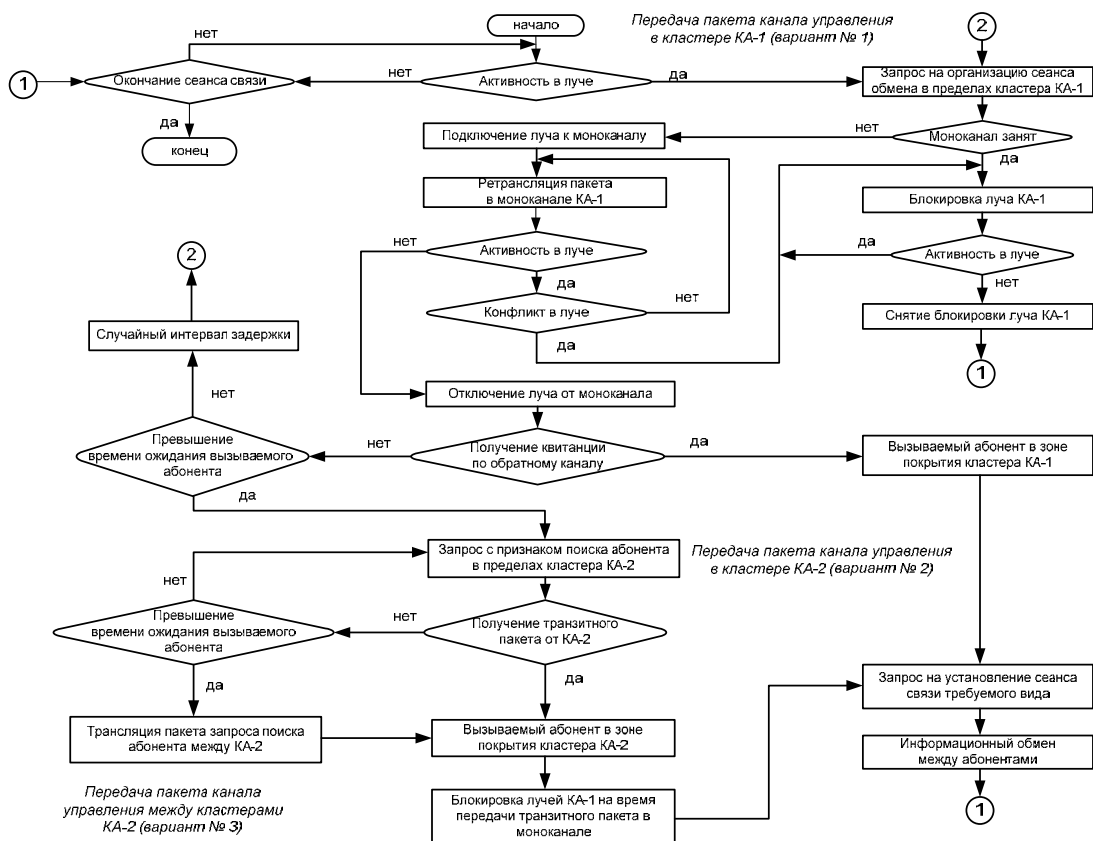 начало
Передача пакета канала управления
в кластере КА-1 (вариант № 1)
2
нет
1
Окончание сеанса связи
нет
Активность в луче
да
Запрос на организацию сеанса
обмена в пределах кластера КА-1
да
конец
Подключение луча к моноканалу
нет
Моноканал занят
да
Ретрансляция пакета
в моноканале КА-1
Блокировка луча КА-1
нет
Активность в луче
да
Активность в луче
2
да
нет
Конфликт в луче
нет
Случайный интервал задержки
да
Снятие блокировки луча КА-1
1
нет
Отключение луча от моноканала
Превышение
времени ожидания вызываемого
абонента
нет
Получение квитанции
по обратному каналу
да
Вызываемый абонент в зоне
покрытия кластера КА-1
да
Запрос с признаком поиска абонента
в пределах кластера КА-2
Передача пакета канала управления
в кластере КА-2 (вариант № 2)
нет
Превышение
времени ожидания вызываемого
абонента
нет
Получение транзитного
пакета от КА-2
да
да
Запрос на установление сеанса
связи требуемого вида
Трансляция пакета запроса поиска
абонента между КА-2
Вызываемый абонент в зоне
покрытия кластера КА-2
Информационный обмен
между абонентами
Передача пакета канала
управления между кластерами
КА-2 (вариант № 3)
Блокировка лучей КА-1 на время
передачи транзитного пакета в
моноканале
1